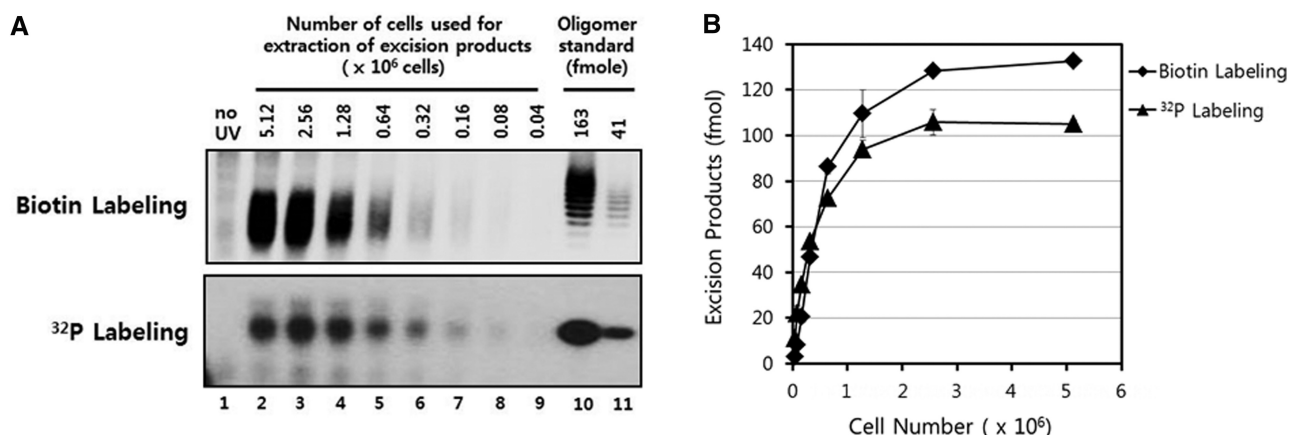 A
Number of cells used for
extraction of excision products
( x 10⁶ cells)
Oligomer
standard
(fmole)
no
UV
5.12
2.56
1.28
0.64
0.32
0.16
0.08
0.04
163
41
Biotin Labeling
³²P Labeling
1 2 3 4 5 6 7 8 9 10 11
B
Excision Products (fmol)
140
120
100
80
60
40
20
0
0 1 2 3 4 5 6
Cell Number ( x 10⁶)
Biotin Labeling
³²P Labeling